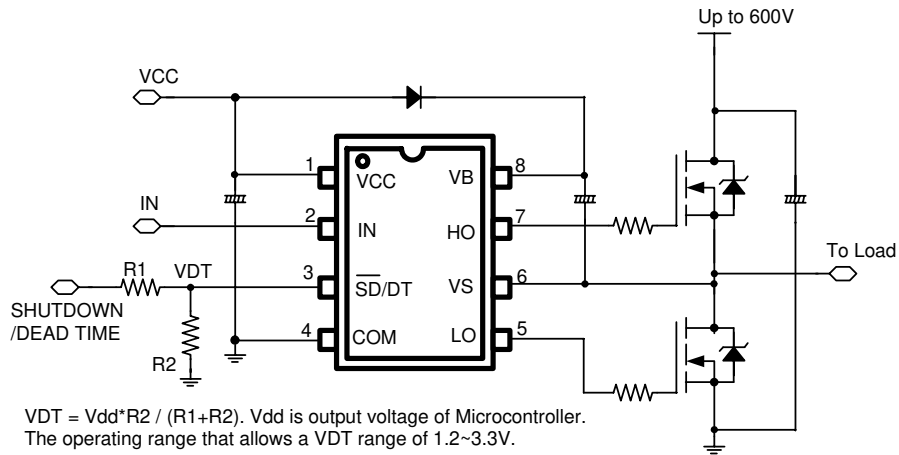 Up to 600V
VCC
1
VCC
VB
8
IN
2
IN
HO
7
To Load
R1
VDT
3
SD/DT
VS
6
SHUTDOWN
/DEAD TIME
R2
4
COM
LO
5
VDT = Vdd*R2 / (R1+R2). Vdd is output voltage of Microcontroller.
The operating range that allows a VDT range of 1.2~3.3V.